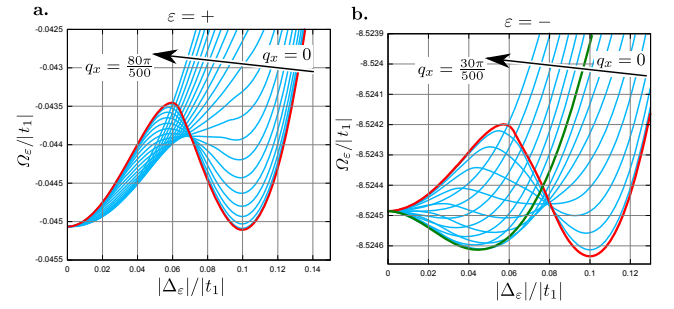 a.
ε = +
-0.0425
-0.043
-0.0435
-0.044
-0.0445
-0.045
-0.0455
Ω_ε/|t_1|
q_x = 80π/500
q_x = 0
0 0.02 0.04 0.06 0.08 0.1 0.12 0.14
|Δ_ε|/|t_1|
b.
ε = −
-8.5239
-8.524
-8.5241
-8.5242
-8.5243
-8.5244
-8.5245
-8.5246
Ω_ε/|t_1|
q_x = 30π/500
q_x = 0
0.00 0.02 0.04 0.06 0.08 0.10 0.12
|Δ_ε|/|t_1|